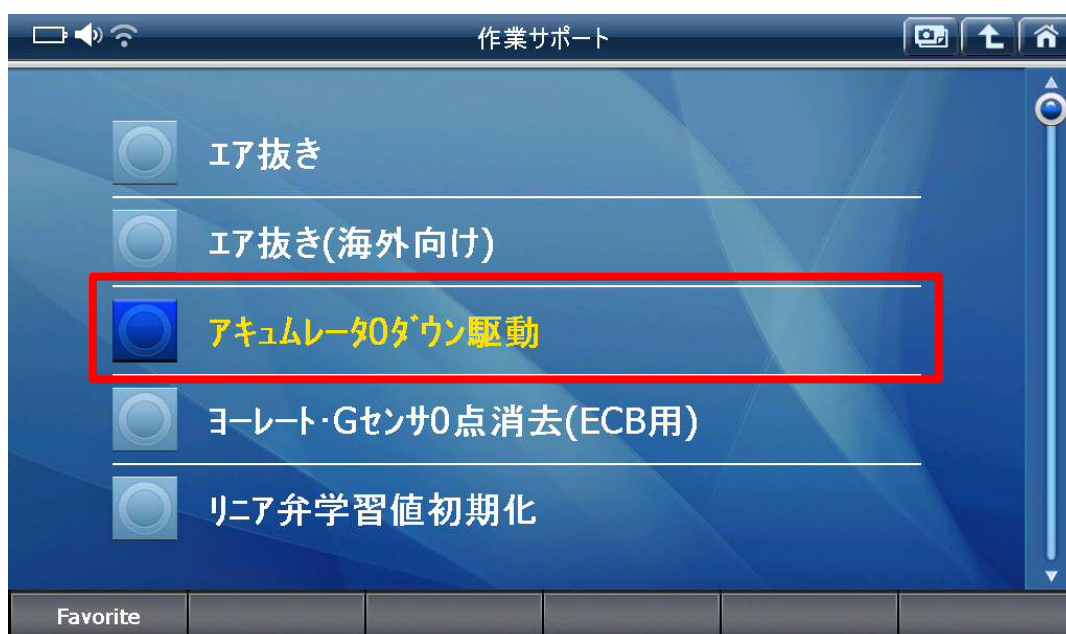 作業サポート
エア抜き
エア抜き(海外向け)
アキュムレータ0ダウン駆動
ヨーレート・Gセンサ0点消去(ECB用)
リニア弁学習値初期化
Favorite